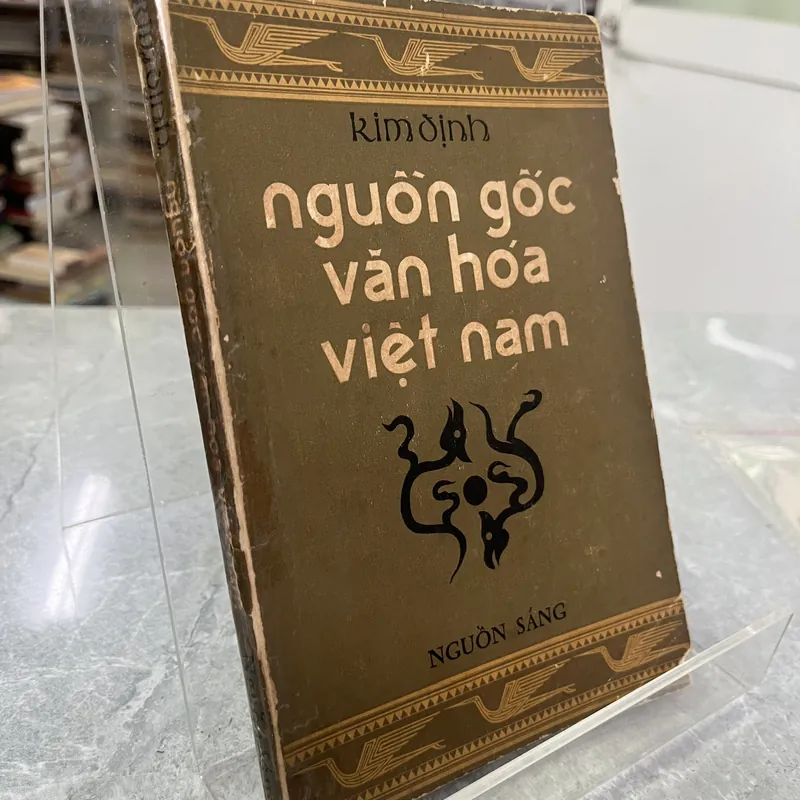 kim định
nguồn gốc
văn hóa
việt nam
NGUỒN SÁNG